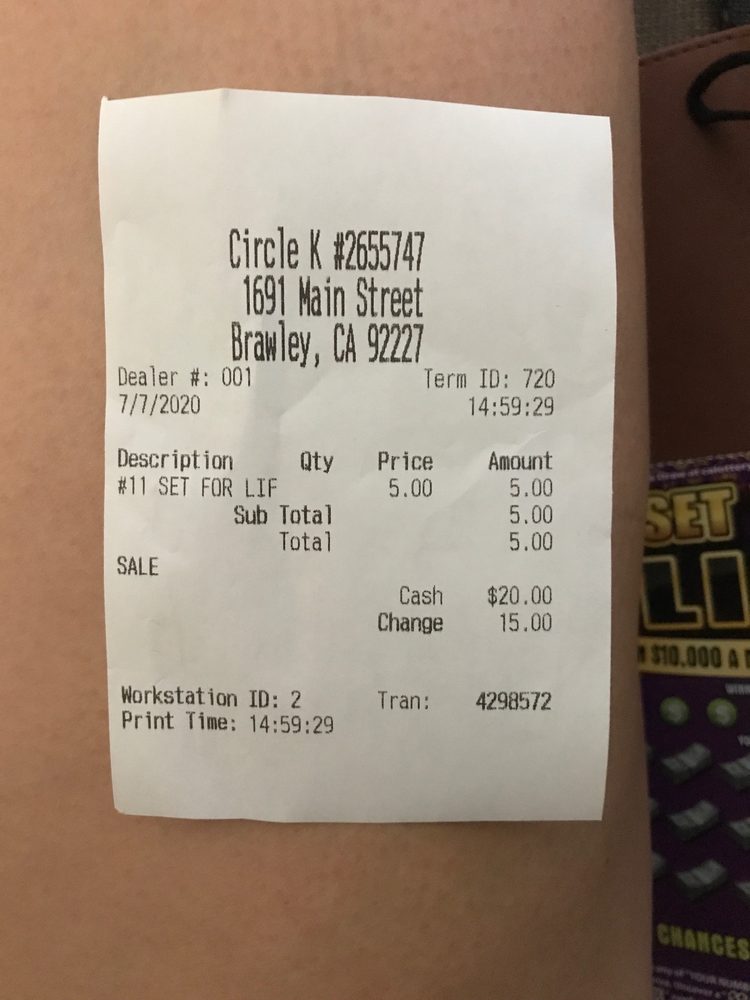 Circle K #2655747
1691 Main Street
Brawley, CA 92227
Dealer #: 001 Term ID: 720
7/7/2020 14:59:29
Description Qty Price Amount
#11 SET FOR LIF 5.00 5.00
Sub Total 5.00
Total 5.00
SALE
Cash $20.00
Change 15.00
Workstation ID: 2 Tran: 4298572
Print Time: 14:59:29
SET
LI
$10,000 A
CHANCES